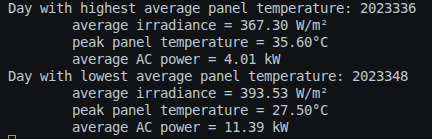 Day with highest average panel temperature: 2023336
average irradiance = 367.30 W/m²
peak panel temperature = 35.60°C
average AC power = 4.01 kW
Day with lowest average panel temperature: 2023348
average irradiance = 393.53 W/m²
peak panel temperature = 27.50°C
average AC power = 11.39 kW